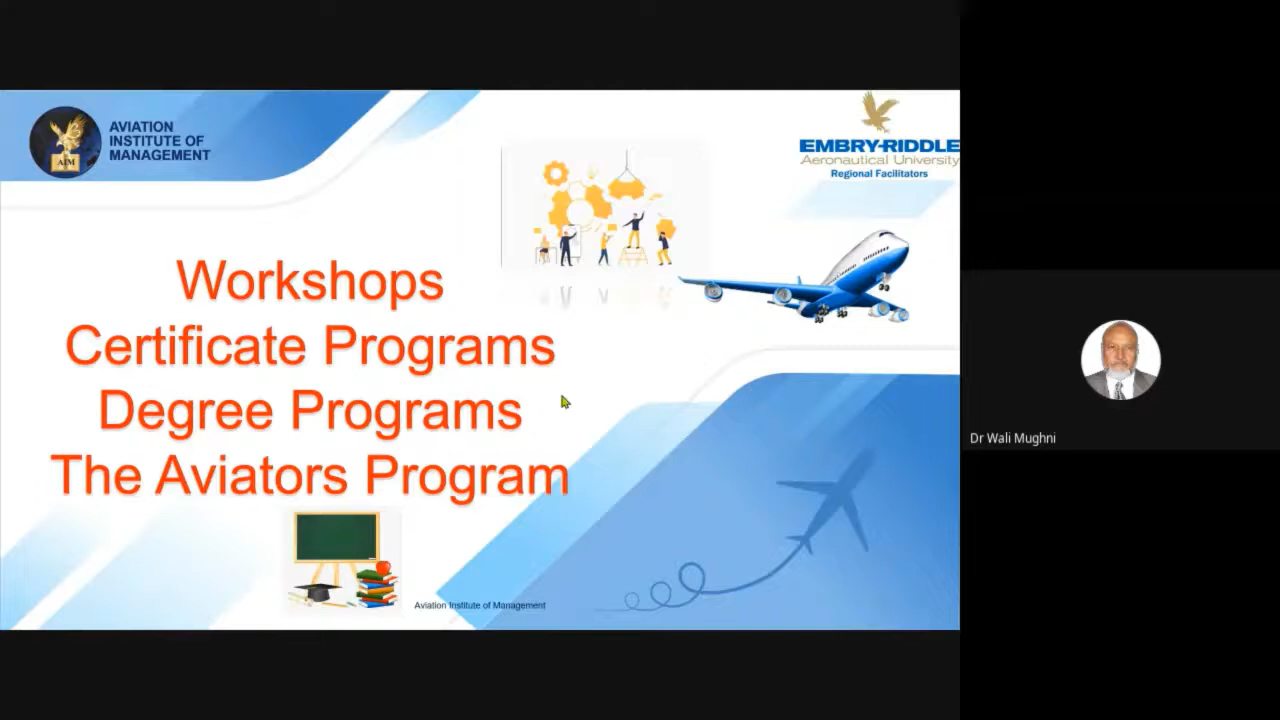 AVIATION
INSTITUTE OF
MANAGEMENT
AIM
EMBRY-RIDDLE
Aeronautical University
Regional Facilitators
Workshops
Certificate Programs
Degree Programs
The Aviators Program
Aviation Institute of Management
Dr Wali Mughni